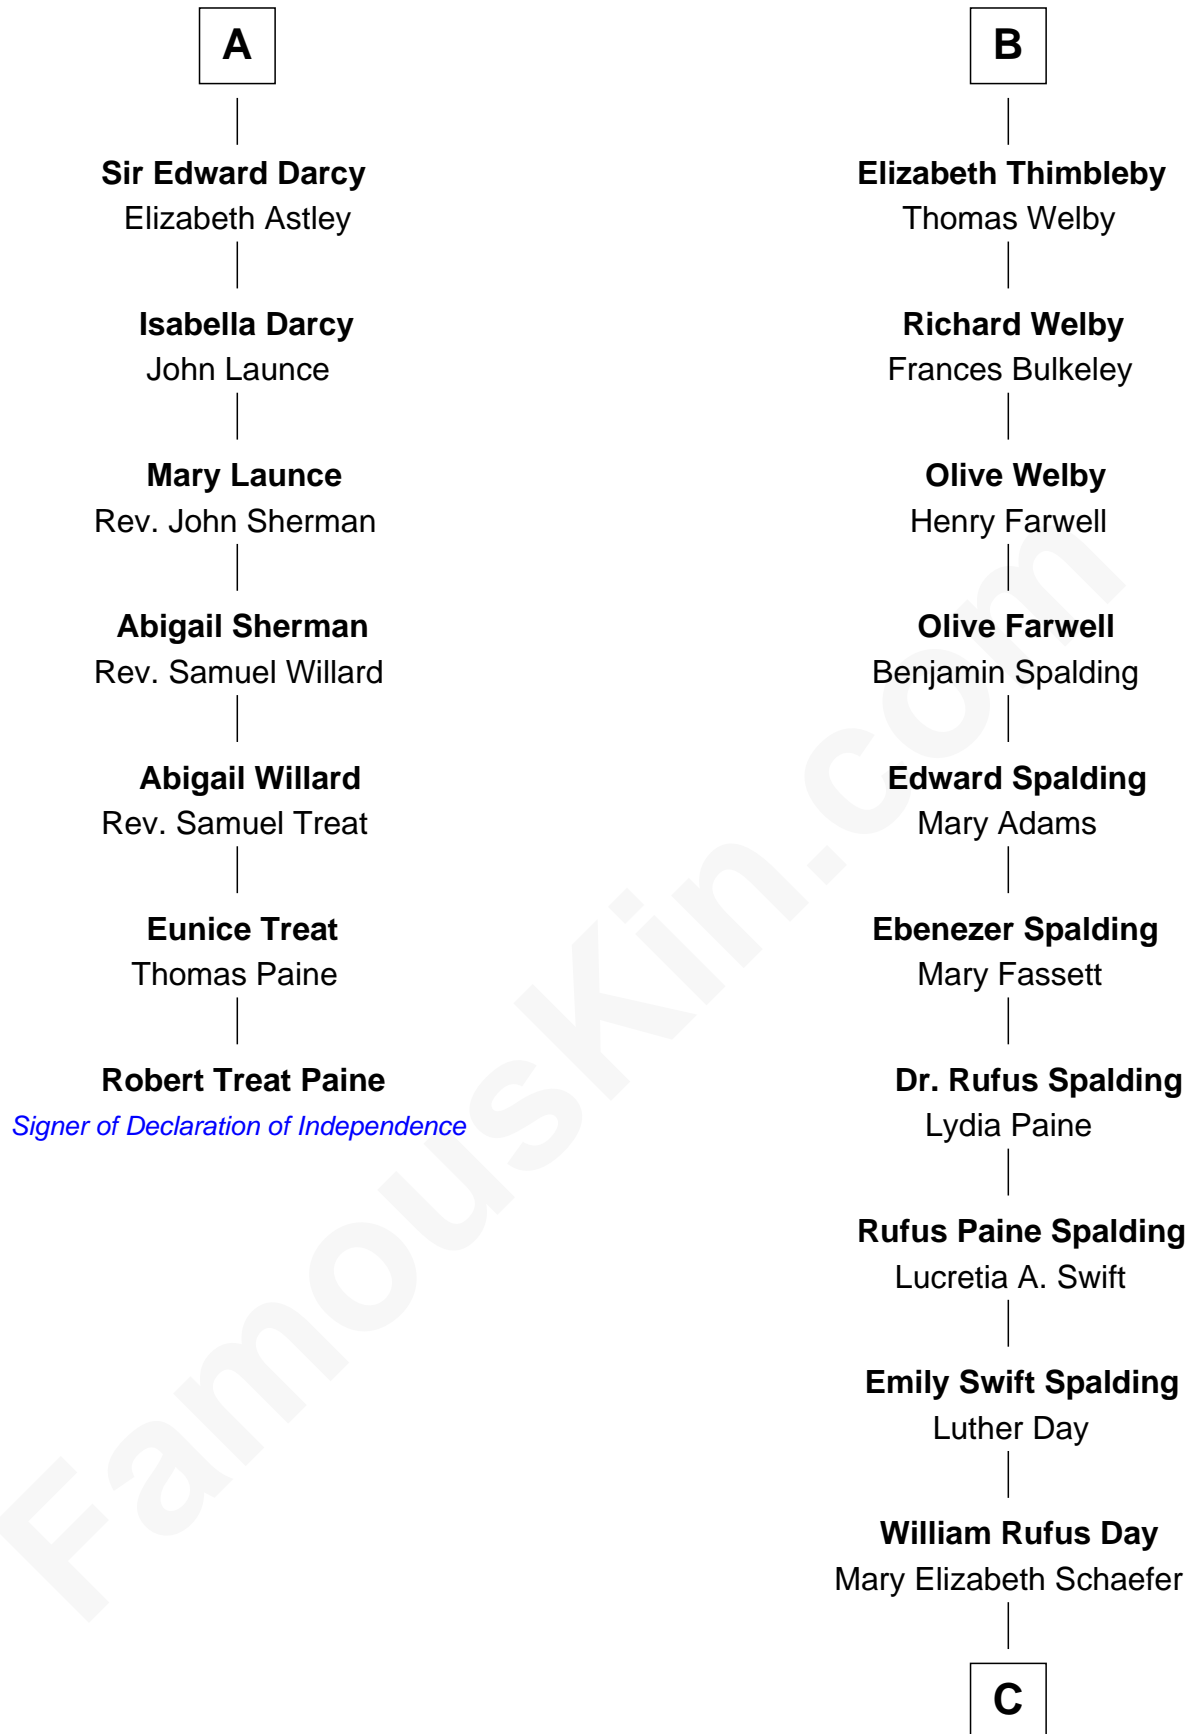 A
Sir Edward Darcy
Elizabeth Astley
Isabella Darcy
John Launce
Mary Launce
Rev. John Sherman
Abigail Sherman
Rev. Samuel Willard
Abigail Willard
Rev. Samuel Treat
Eunice Treat
Thomas Paine
Robert Treat Paine
Signer of Declaration of Independence
B
Elizabeth Thimbleby
Thomas Welby
Richard Welby
Frances Bulkeley
Olive Welby
Henry Farwell
Olive Farwell
Benjamin Spalding
Edward Spalding
Mary Adams
Ebenezer Spalding
Mary Fassett
Dr. Rufus Spalding
Lydia Paine
Rufus Paine Spalding
Lucretia A. Swift
Emily Swift Spalding
Luther Day
William Rufus Day
Mary Elizabeth Schaefer
C
FamousKin.com